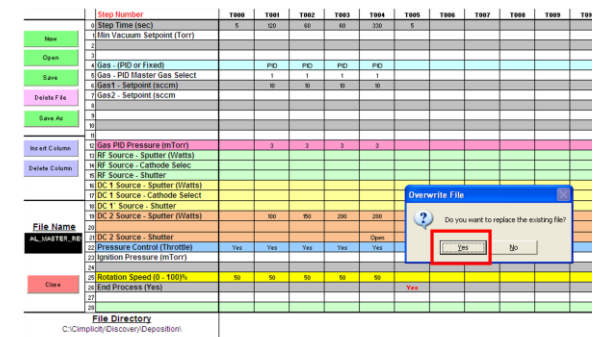 Step Number T000 T001 T002 T003 T004 T005 T006 T007 T008 T009
0 Step Time (sec) 5 120 60 60 330 5
New 1 Min Vacuum Setpoint (Torr)
2
Open 3
4 Gas - (PID or Fixed) PID PID PID PID
Save 5 Gas - PID Master Gas Select 1 1 1 1
6 Gas1 - Setpoint (sccm) 10 10 10 10
Delete File 7 Gas2 - Setpoint (sccm
8
Save As 9
10
11
Insert Column 12 Gas PID Pressure (mTorr) 3 3 3 3
13 RF Source - Sputter (Watts)
14 RF Source - Cathode Selec
Delete Column 15 RF Source - Shutter
16 DC 1 Source - Sputter (Watts)
17 DC 1 Source - Cathode Select
18 DC 1' Source - Shutter
19 DC 2 Source - Sputter (Watts) 100 150 200 200
File Name 20
AL_MASTER_RE 21 DC 2 Source - Shutter Open
22 Pressure Control (Throttle) Yes Yes Yes Yes Yes Yes
23 Ignition Pressure (mTorr)
24
25 Rotation Speed (0 - 100)% 50 50 50 50 50
Close 26 End Process (Yes) Yes
27
28
File Directory
C:\Cimplicity\Discovery\Deposition\
Overwrite File
Do you want to replace the existing file?
Yes No